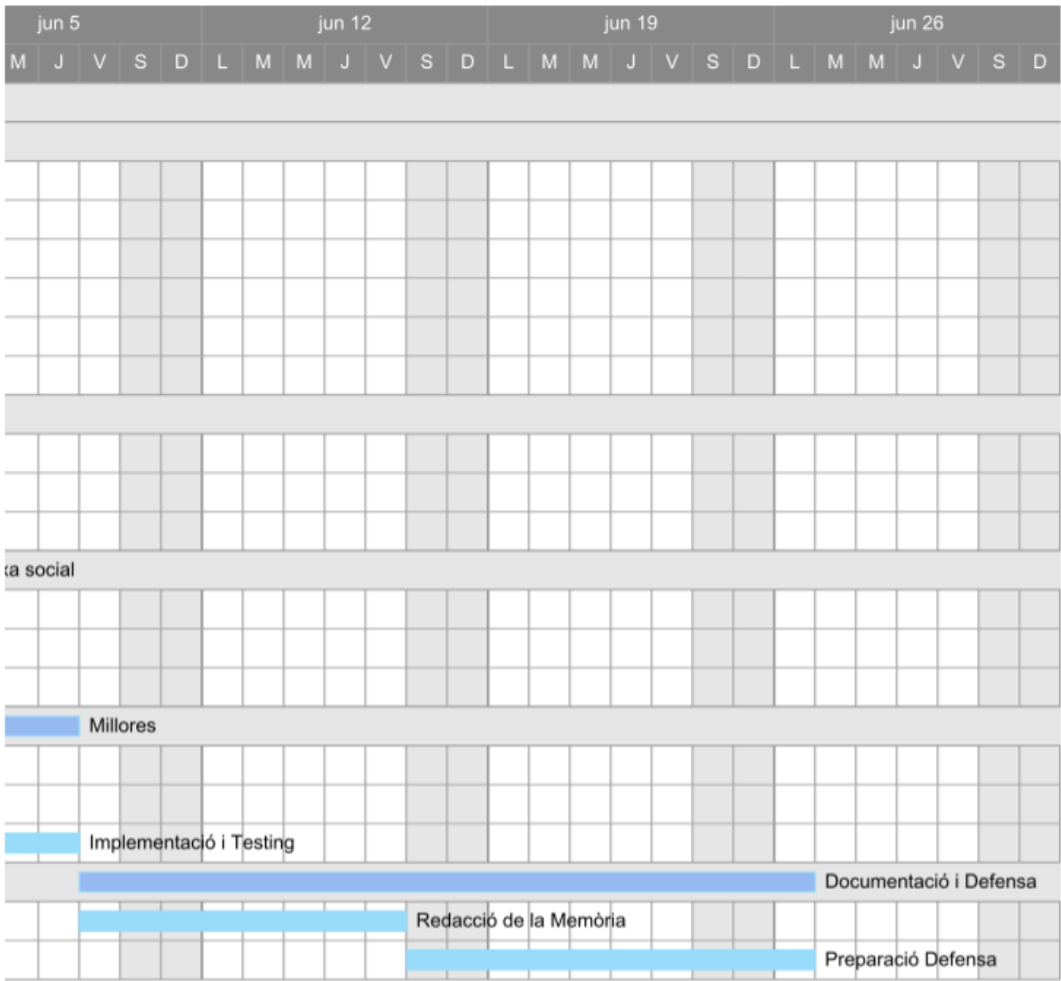 jun 5 jun 12 jun 19 jun 26
M J V S D L M M J V S D L M M J V S D L M M J V S D
xa social
Millores
Implementació i Testing
Documentació i Defensa
Redacció de la Memòria
Preparació Defensa